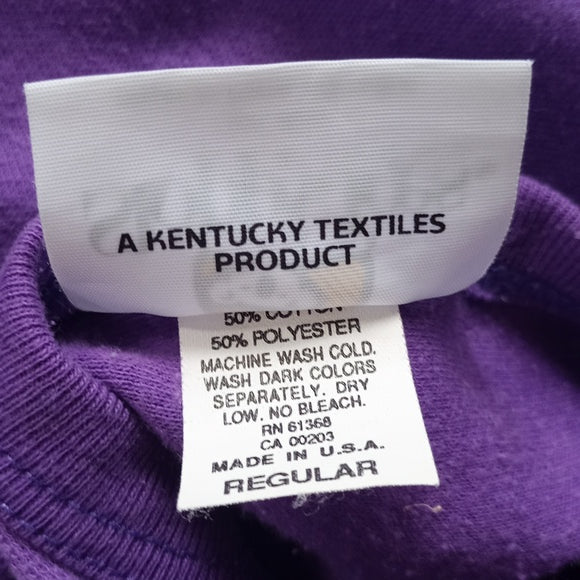 A KENTUCKY TEXTILES
PRODUCT
50% COTTON
50% POLYESTER
MACHINE WASH COLD.
WASH DARK COLORS
SEPARATELY. DRY
LOW. NO BLEACH.
RN 61368
CA 00203
MADE IN U.S.A.
REGULAR